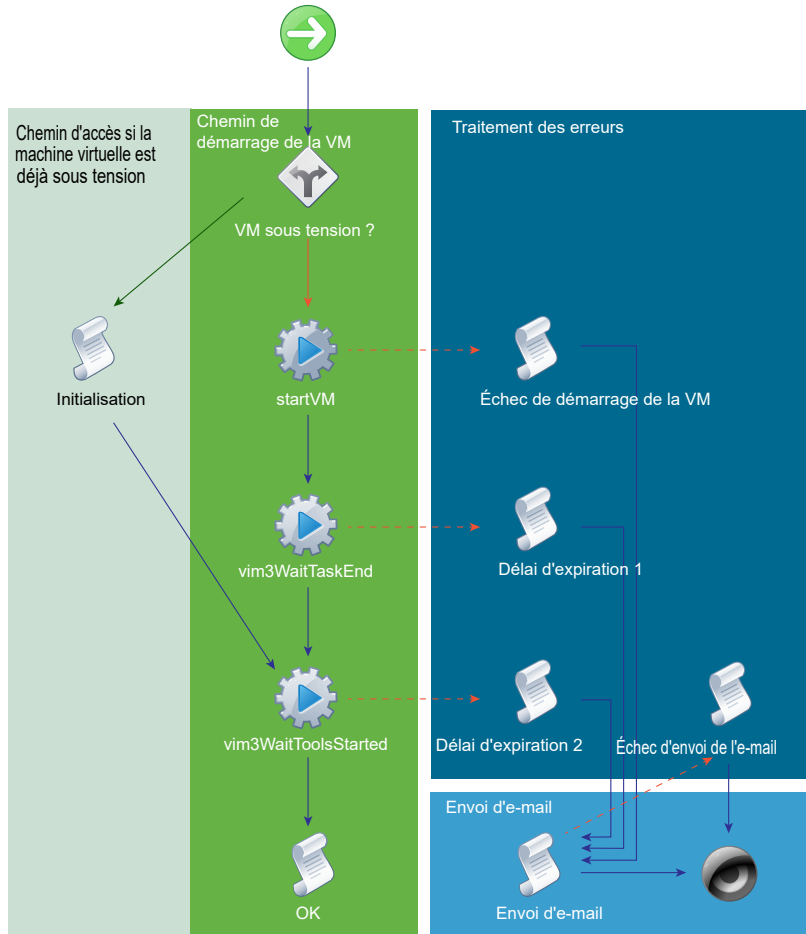 Chemin d'accès si la
machine virtuelle est
déjà sous tension
Chemin de
démarrage de la VM
Traitement des erreurs
VM sous tension ?
Initialisation
startVM
Échec de démarrage de la VM
vim3WaitTaskEnd
Délai d'expiration 1
vim3WaitToolsStarted
Délai d'expiration 2
Échec d'envoi de l'e-mail
Envoi d'e-mail
OK
Envoi d'e-mail